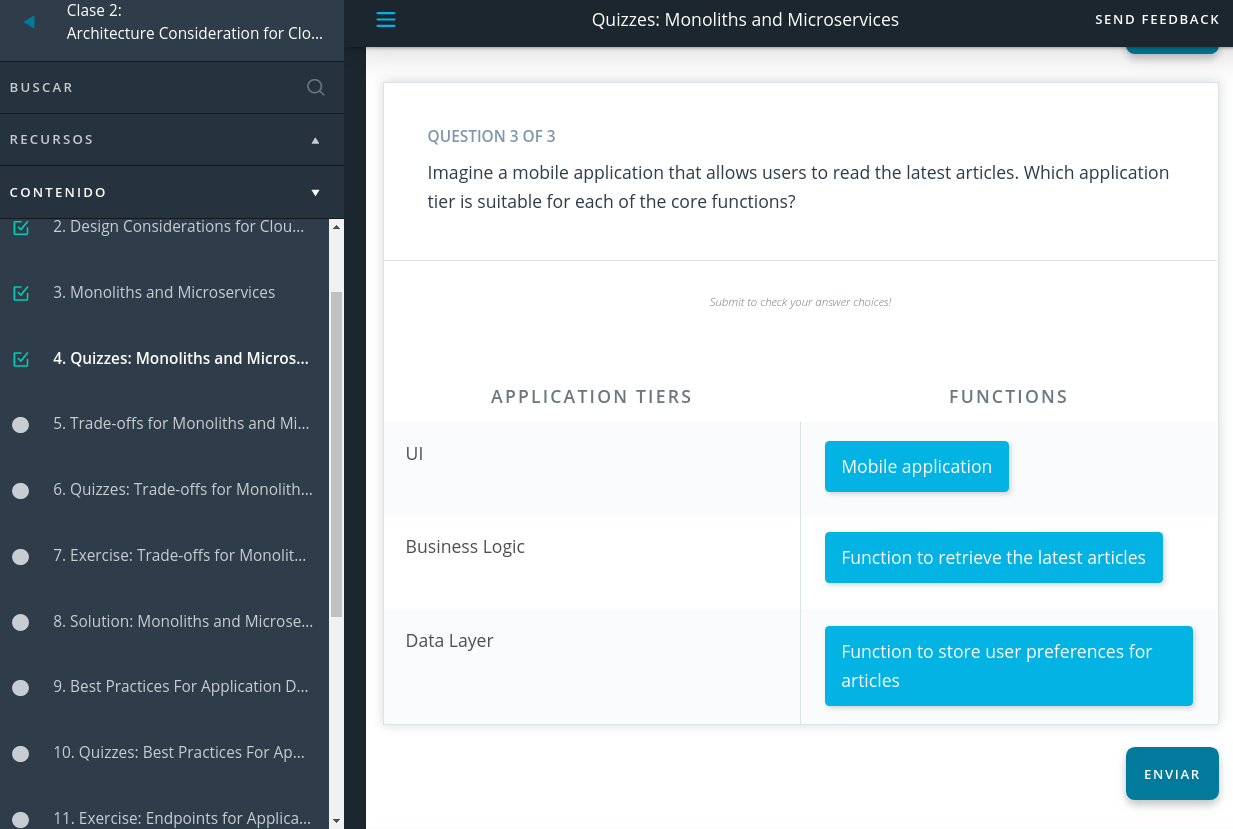 Clase 2:
Architecture Consideration for Clo...
BUSCAR
RECURSOS
CONTENIDO
2. Design Considerations for Clou...
3. Monoliths and Microservices
4. Quizzes: Monoliths and Micros...
5. Trade-offs for Monoliths and Mi...
6. Quizzes: Trade-offs for Monolith...
7. Exercise: Trade-offs for Monolit...
8. Solution: Monoliths and Microse...
9. Best Practices For Application D...
10. Quizzes: Best Practices For Ap...
11. Exercise: Endpoints for Applica...
Quizzes: Monoliths and Microservices
SEND FEEDBACK
QUESTION 3 OF 3
Imagine a mobile application that allows users to read the latest articles. Which application
tier is suitable for each of the core functions?
Submit to check your answer choices!
APPLICATION TIERS
FUNCTIONS
UI
Mobile application
Business Logic
Function to retrieve the latest articles
Data Layer
Function to store user preferences for
articles
ENVIAR